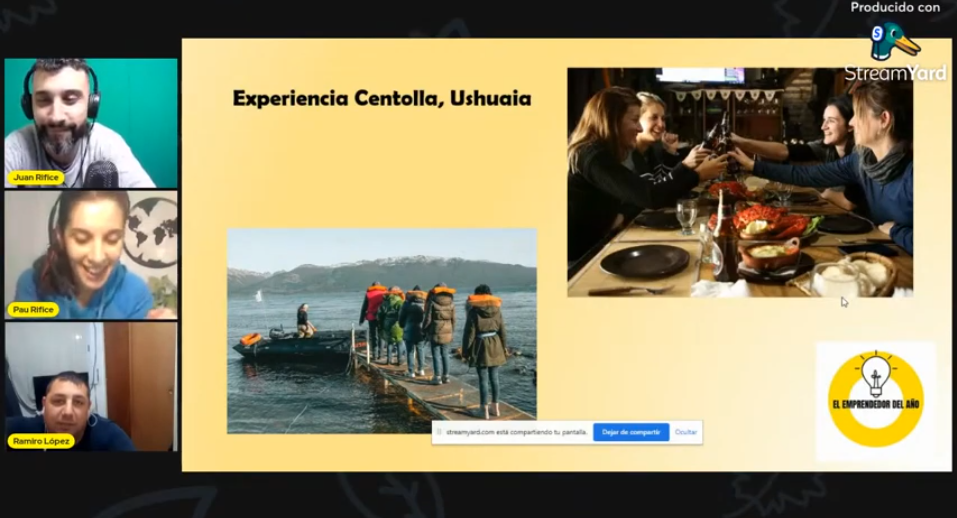 Producido con
StreamYard
Experiencia Centolla, Ushuaia
Juan Rifice
Pau Rifice
Ramiro López
EL EMPRENDEDOR DEL AÑO
streamyard.com está compartiendo tu pantalla.
Dejar de compartir
Ocultar